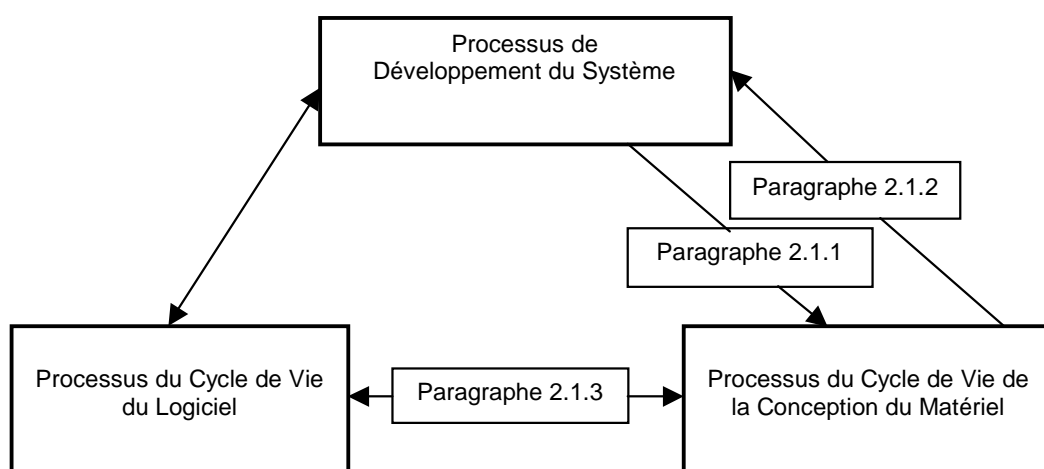 Processus de
Développement du Système
Paragraphe 2.1.2
Paragraphe 2.1.1
Processus du Cycle de Vie
du Logiciel
Paragraphe 2.1.3
Processus du Cycle de Vie de
la Conception du Matériel